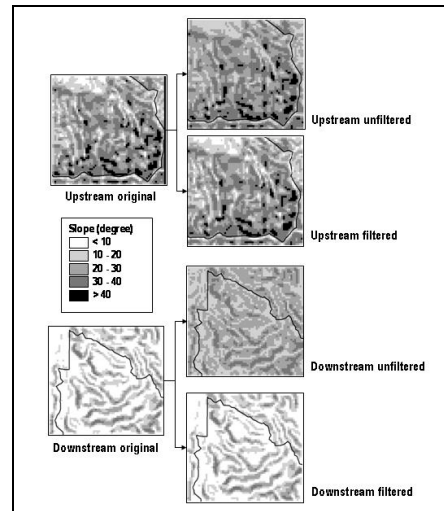 Upstream unfiltered
Upstream original
Upstream filtered
Slope (degree)
< 10
10 - 20
20 - 30
30 - 40
> 40
Downstream unfiltered
Downstream original
Downstream filtered